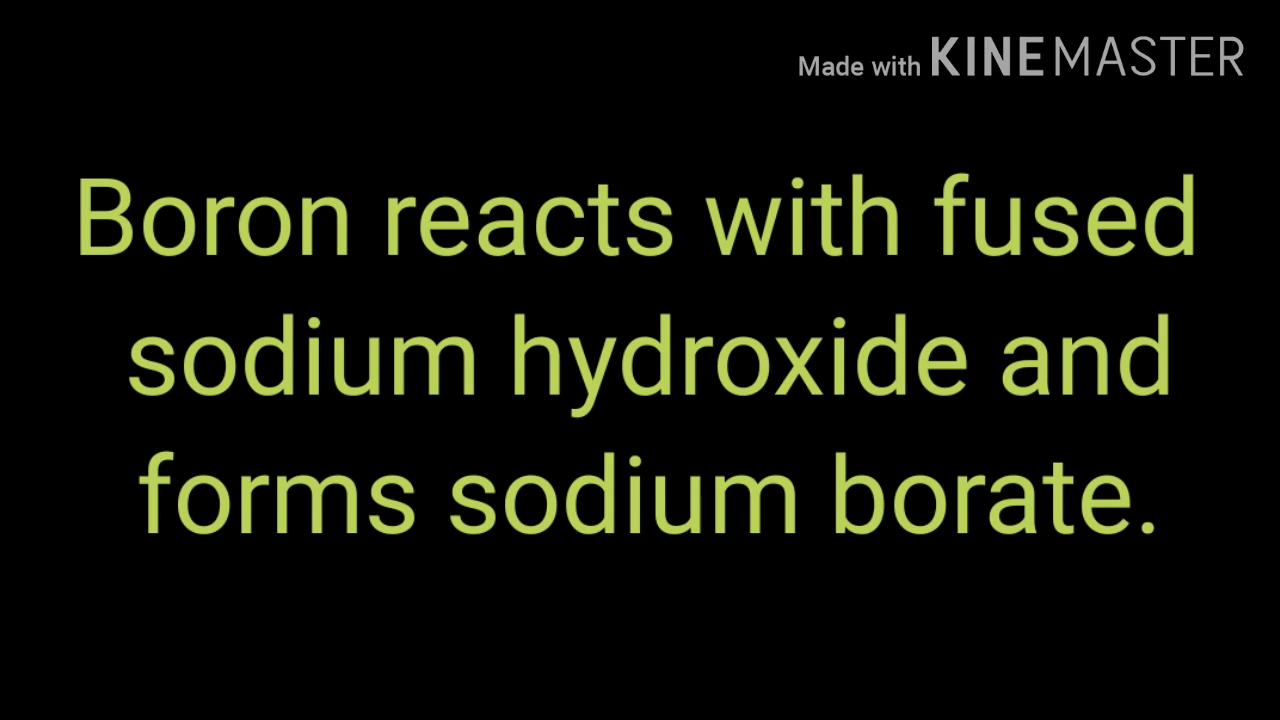 Made with KINEMASTER
Boron reacts with fused
sodium hydroxide and
forms sodium borate.